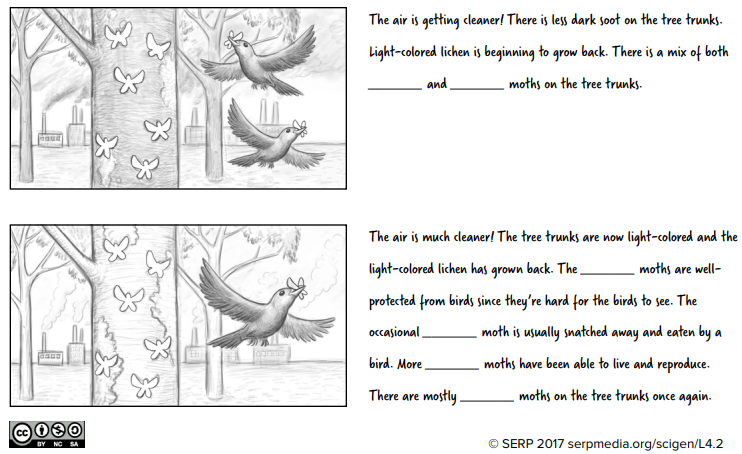 The air is getting cleaner! There is less dark soot on the tree trunks.
Light-colored lichen is beginning to grow back. There is a mix of both
________ and ________ moths on the tree trunks.
The air is much cleaner! The tree trunks are now light-colored and the
light-colored lichen has grown back. The ________ moths are well-
protected from birds since they're hard for the birds to see. The
occasional ________ moth is usually snatched away and eaten by a
bird. More ________ moths have been able to live and reproduce.
There are mostly ________ moths on the tree trunks once again.
cc
BY NC SA
© SERP 2017 serpmedia.org/scigen/L4.2